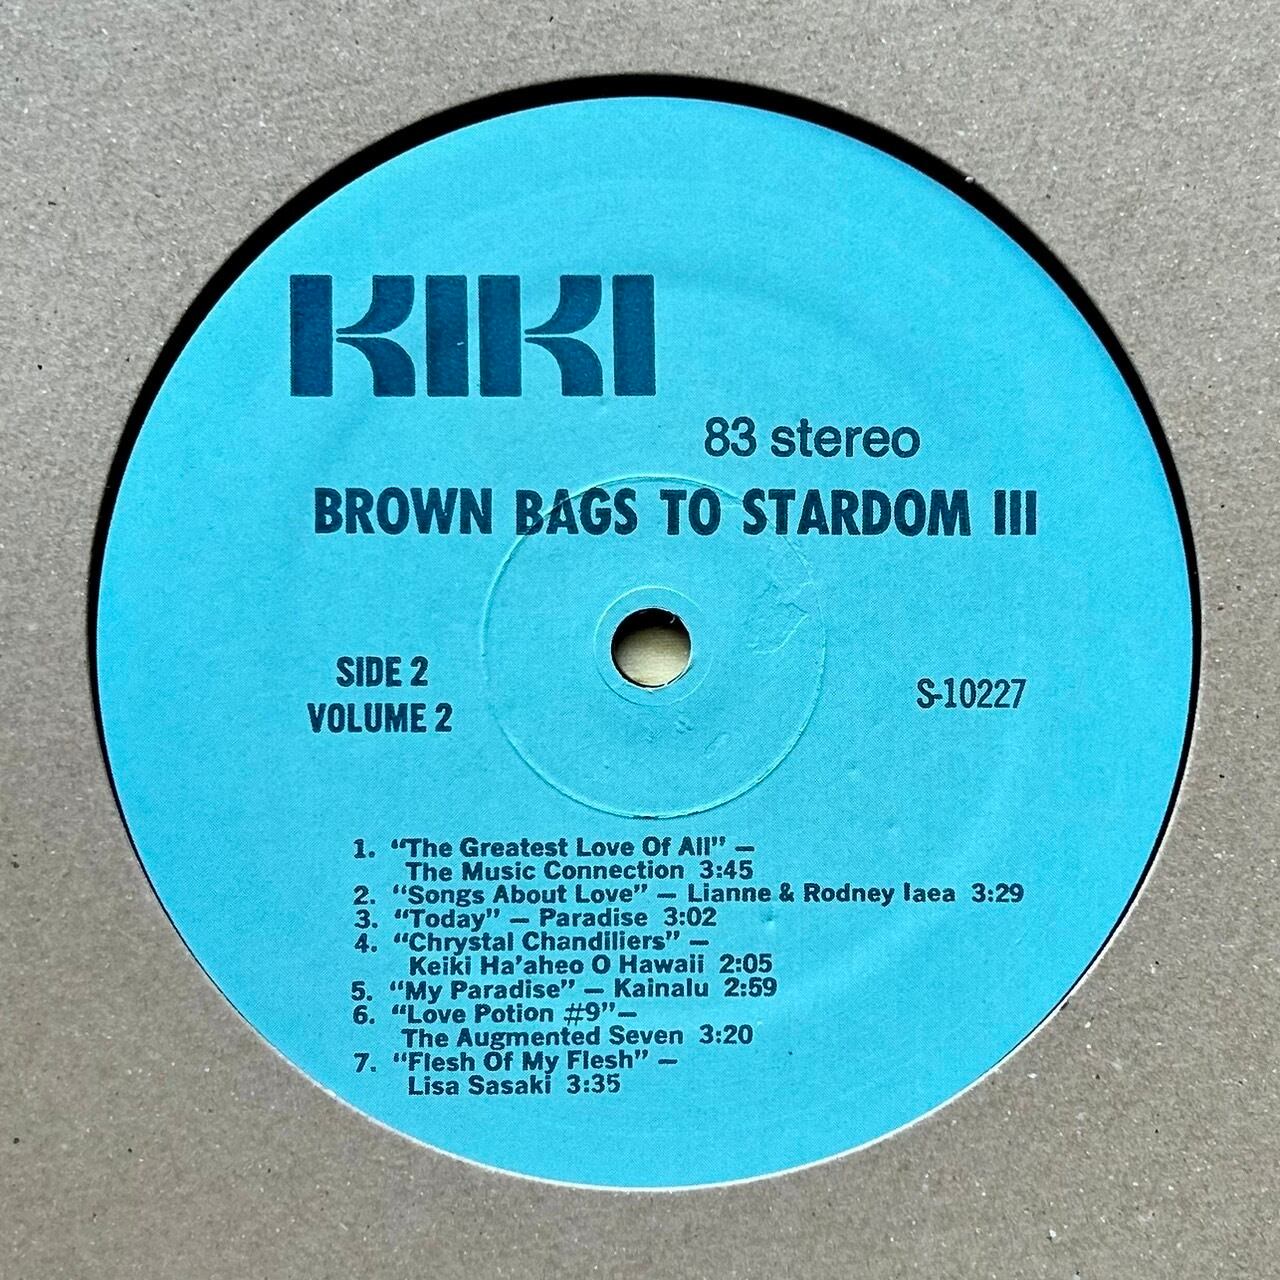 KIKI
83 stereo
BROWN BAGS TO STARDOM III
SIDE 2
VOLUME 2
S-10227
1. "The Greatest Love Of All" —
The Music Connection 3:45
2. "Songs About Love" — Lianne & Rodney Iaea 3:29
3. "Today" — Paradise 3:02
4. "Chrystal Chandiliers" —
Keiki Ha'aheo O Hawaii 2:05
5. "My Paradise" — Kainalu 2:59
6. "Love Potion #9"—
The Augmented Seven 3:20
7. "Flesh Of My Flesh" —
Lisa Sasaki 3:35